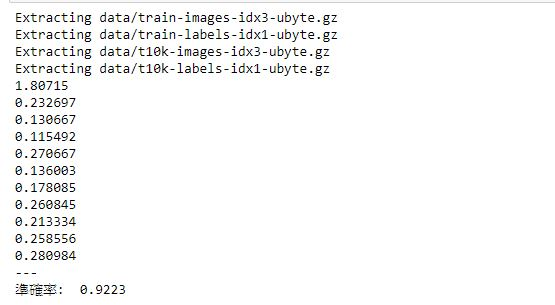 Extracting data/train-images-idx3-ubyte.gz
Extracting data/train-labels-idx1-ubyte.gz
Extracting data/t10k-images-idx3-ubyte.gz
Extracting data/t10k-labels-idx1-ubyte.gz
1.80715
0.232697
0.130667
0.115492
0.270667
0.136003
0.178085
0.260845
0.213334
0.258556
0.280984
---
準確率:  0.9223